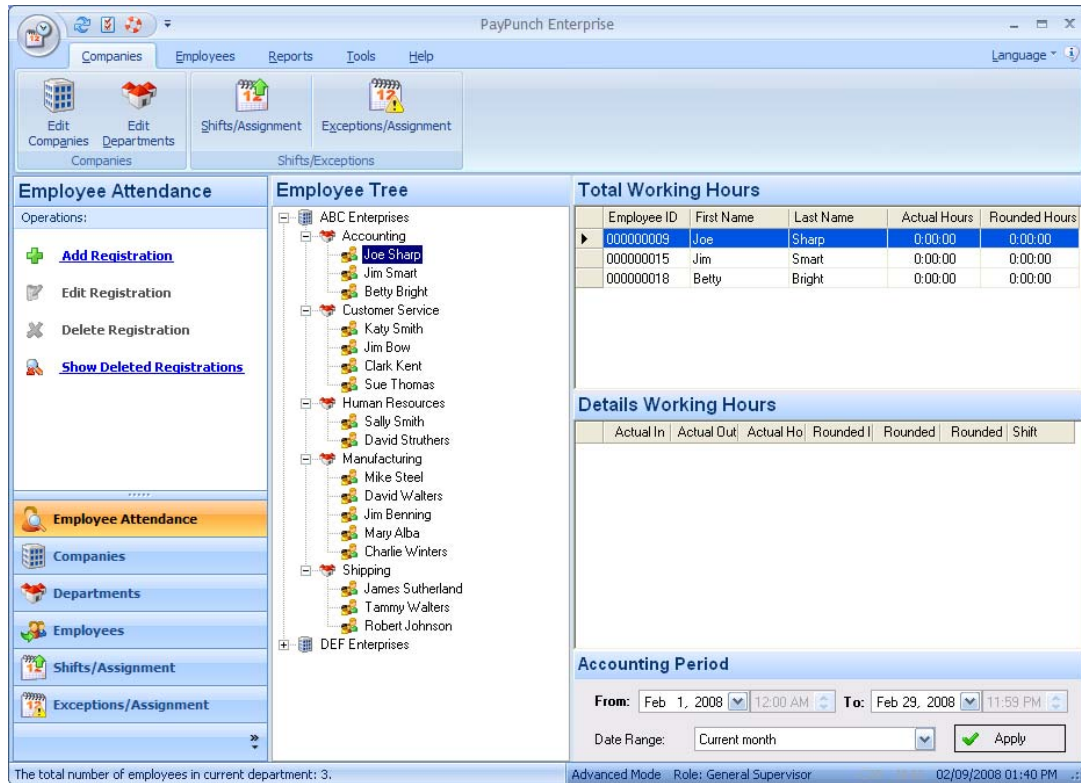 PayPunch Enterprise
Companies Employees Reports Tools Help Language
Edit Companies
Edit Departments
Shifts/Assignment
Exceptions/Assignment
Companies
Shifts/Exceptions
Employee Attendance
Operations:
Add Registration
Edit Registration
Delete Registration
Show Deleted Registrations
Employee Attendance
Companies
Departments
Employees
Shifts/Assignment
Exceptions/Assignment
Employee Tree
ABC Enterprises
Accounting
Joe Sharp
Jim Smart
Betty Bright
Customer Service
Katy Smith
Jim Bow
Clark Kent
Sue Thomas
Human Resources
Sally Smith
David Struthers
Manufacturing
Mike Steel
David Walters
Jim Benning
Mary Alba
Charlie Winters
Shipping
James Sutherland
Tammy Walters
Robert Johnson
DEF Enterprises
Total Working Hours
Employee ID First Name Last Name Actual Hours Rounded Hours
000000009 Joe Sharp 0:00:00 0:00:00
000000015 Jim Smart 0:00:00 0:00:00
000000018 Betty Bright 0:00:00 0:00:00
Details Working Hours
Actual In Actual Out Actual Ho Rounded I Rounded Rounded Shift
Accounting Period
From: Feb 1, 2008 12:00 AM To: Feb 29, 2008 11:59 PM
Date Range: Current month Apply
The total number of employees in current department: 3.
Advanced Mode Role: General Supervisor 02/09/2008 01:40 PM